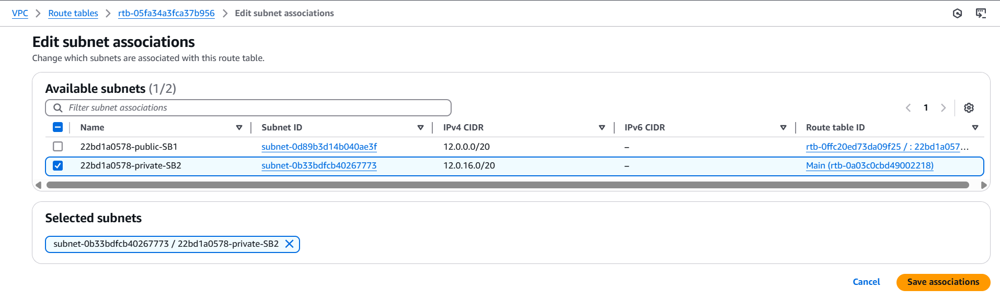 VPC > Route tables > rtb-05fa34a3fca37b956 > Edit subnet associations
Edit subnet associations
Change which subnets are associated with this route table.
Available subnets (1/2)
Filter subnet associations
1
Name Subnet ID IPv4 CIDR IPv6 CIDR Route table ID
22bd1a0578-public-SB1 subnet-0d89b3d14b040ae3f 12.0.0.0/20 – rtb-0ffc20ed73da09f25 / : 22bd1a057...
22bd1a0578-private-SB2 subnet-0b33bdfcb40267773 12.0.16.0/20 – Main (rtb-0a03c0cbd49002218)
Selected subnets
subnet-0b33bdfcb40267773 / 22bd1a0578-private-SB2
Cancel Save associations